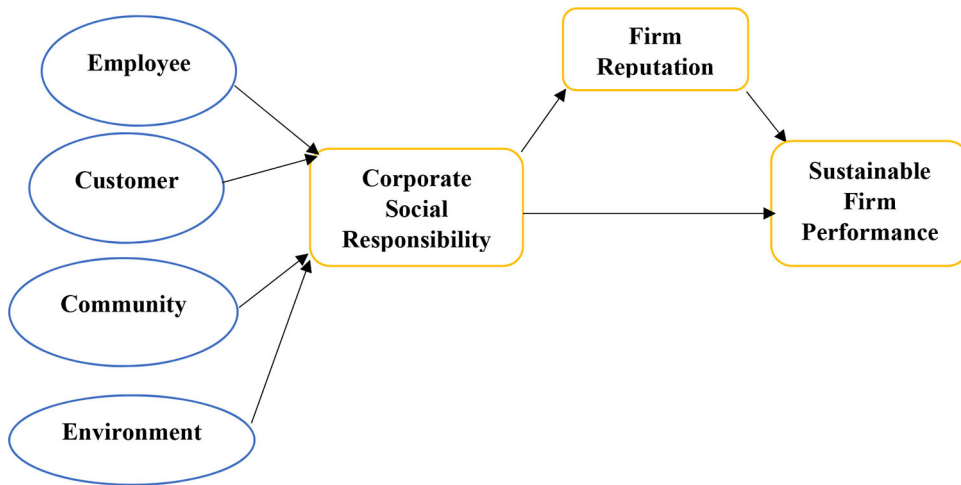 Employee
Customer
Community
Environment
Corporate
Social
Responsibility
Firm
Reputation
Sustainable
Firm
Performance